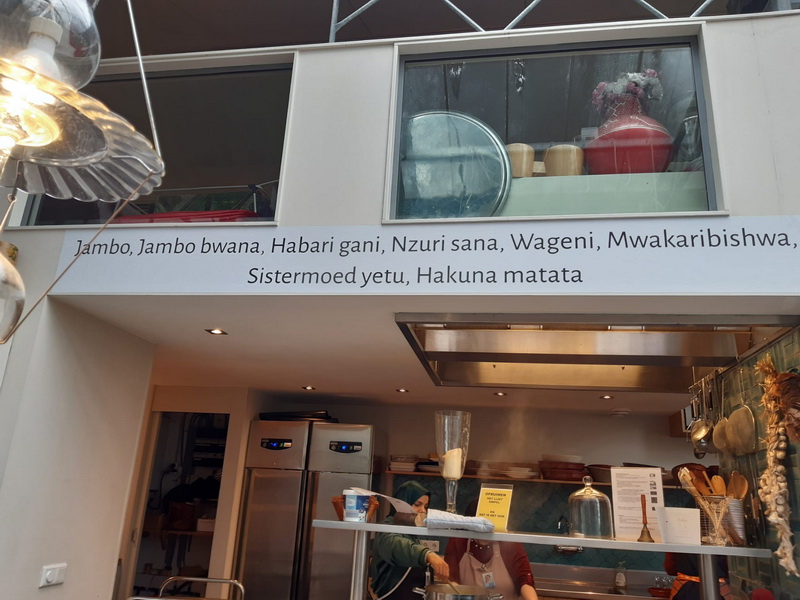 Jambo, Jambo bwana, Habari gani, Nzuri sana, Wageni, Mwakaribishwa,
Sistermoed yetu, Hakuna matata